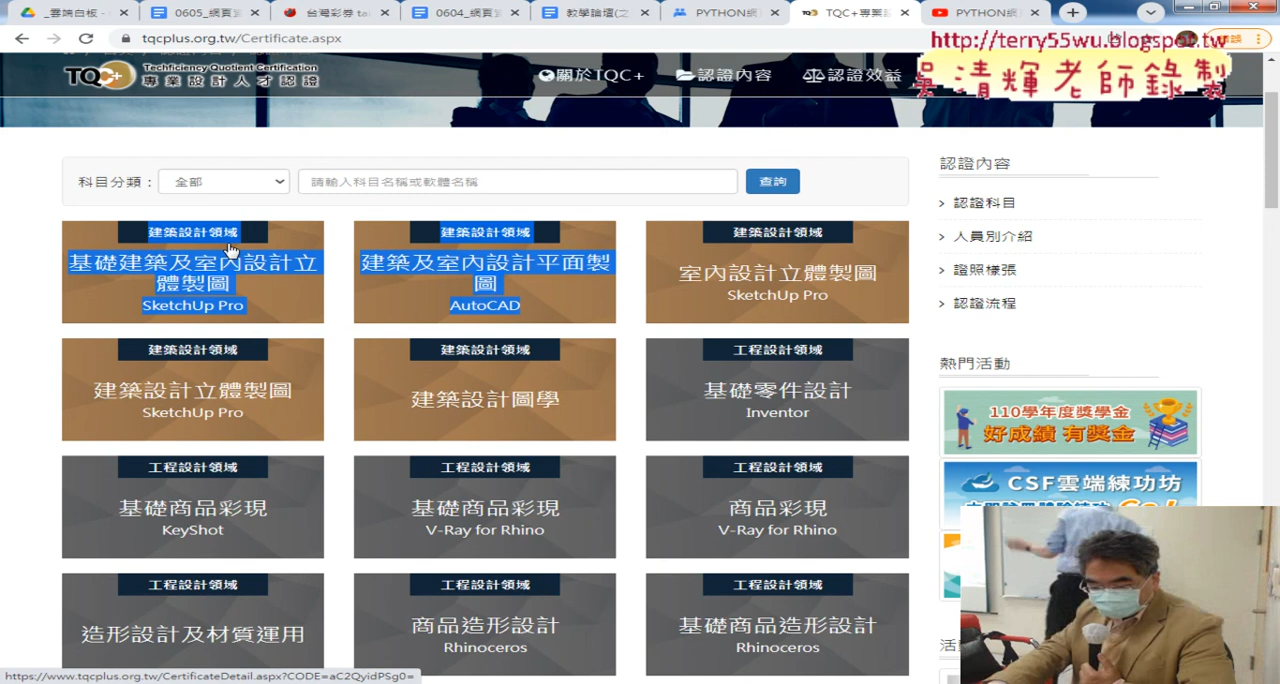 _雲端白板 -
0605_網頁
台灣彩券 tai
0604_網頁
教學論壇(之
PYTHON網
TQC+專業
PYTHON網
tqcplus.org.tw/Certificate.aspx
http://terry55wu.blogspot.tw
吳清輝老師錄製
TQC+
Techficiency Quotient Certification
專業設計人才認證
關於TQC+
認證內容
認證效益
科目分類：
全部
請輸入科目名稱或軟體名稱
查詢
建築設計領域
基礎建築及室內設計立
體製圖
SketchUp Pro
建築設計領域
建築及室內設計平面製
圖
AutoCAD
建築設計領域
室內設計立體製圖
SketchUp Pro
建築設計領域
建築設計立體製圖
SketchUp Pro
建築設計領域
建築設計圖學
工程設計領域
基礎零件設計
Inventor
工程設計領域
基礎商品彩現
KeyShot
工程設計領域
基礎商品彩現
V-Ray for Rhino
工程設計領域
商品彩現
V-Ray for Rhino
工程設計領域
造形設計及材質運用
工程設計領域
商品造形設計
Rhinoceros
工程設計領域
基礎商品造形設計
Rhinoceros
認證內容
> 認證科目
> 人員別介紹
> 證照樣張
> 認證流程
熱門活動
110學年度獎學金
好成績 有獎金
CSF雲端練功坊
https://www.tqcplus.org.tw/CertificateDetail.aspx?CODE=aC2QyidPSg0=